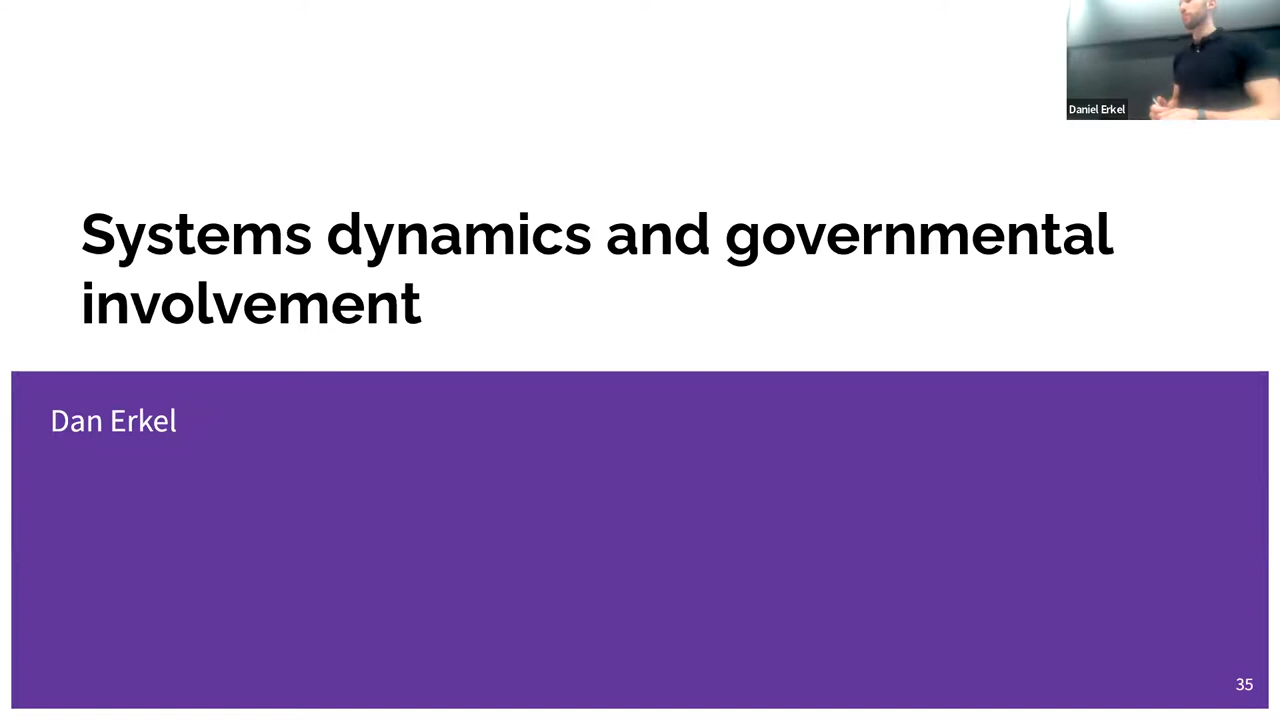 Daniel Erkel
Systems dynamics and governmental
involvement
Dan Erkel
35